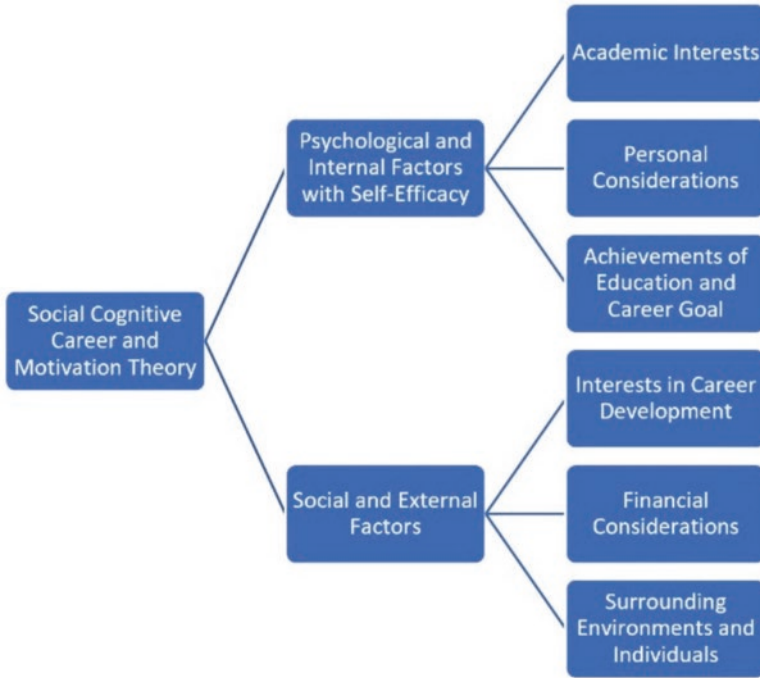 Social Cognitive
Career and
Motivation Theory
Psychological and
Internal Factors
with Self-Efficacy
Academic Interests
Personal
Considerations
Achievements of
Education and
Career Goal
Social and External
Factors
Interests in Career
Development
Financial
Considerations
Surrounding
Environments and
Individuals